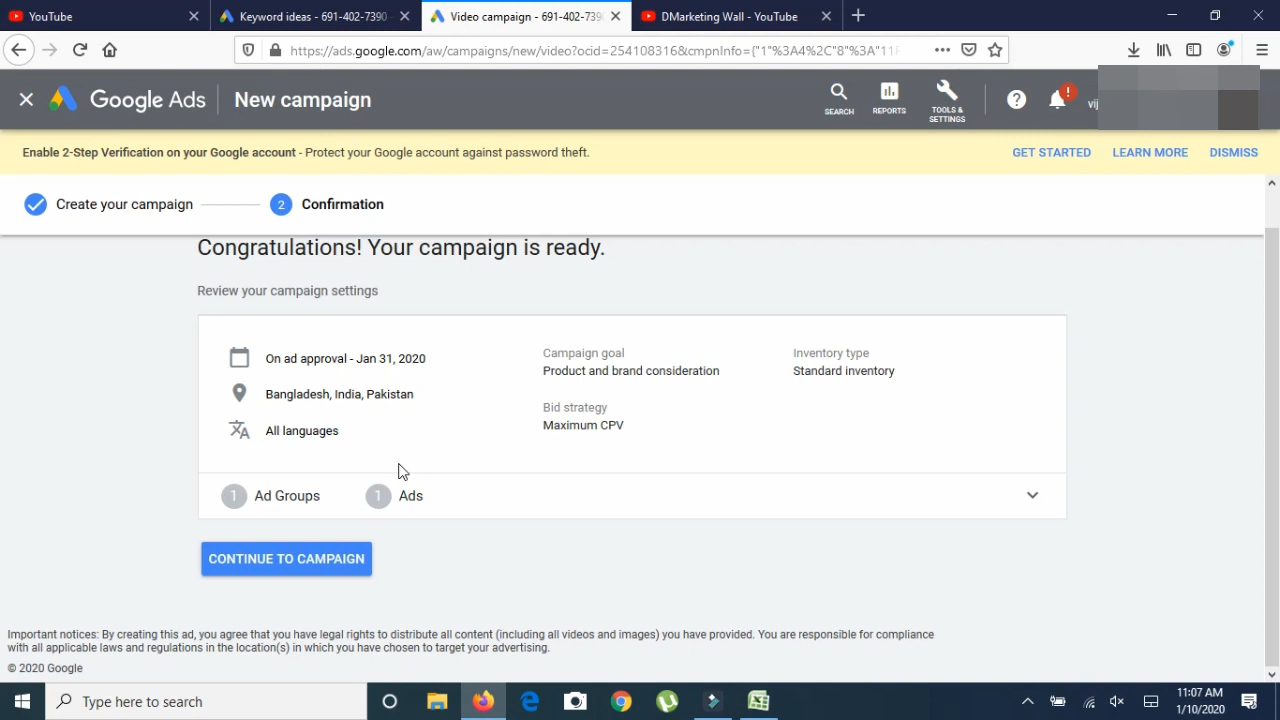 YouTube
Keyword ideas - 691-402-7390
Video campaign - 691-402-739
DMarketing Wall - YouTube
https://ads.google.com/aw/campaigns/new/video?ocid=254108316&cmpnInfo={"1"%3A4%2C"8"%3A"11
Google Ads
New campaign
SEARCH
REPORTS
TOOLS &
SETTINGS
vij
Enable 2-Step Verification on your Google account - Protect your Google account against password theft.
GET STARTED
LEARN MORE
DISMISS
Create your campaign
2
Confirmation
Congratulations! Your campaign is ready.
Review your campaign settings
On ad approval - Jan 31, 2020
Bangladesh, India, Pakistan
All languages
Campaign goal
Product and brand consideration
Bid strategy
Maximum CPV
Inventory type
Standard inventory
1 Ad Groups
1 Ads
CONTINUE TO CAMPAIGN
Important notices: By creating this ad, you agree that you have legal rights to distribute all content (including all videos and images) you have provided. You are responsible for compliance
with all applicable laws and regulations in the location(s) in which you have chosen to target your advertising.
© 2020 Google
Type here to search
11:07 AM
1/10/2020